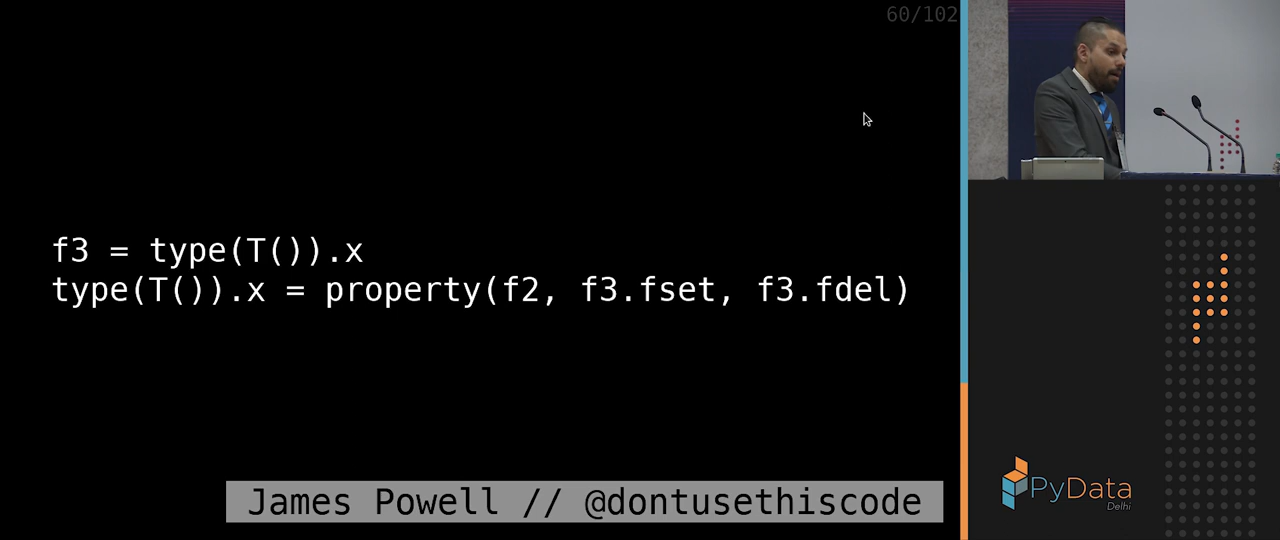 60/102
f3 = type(T()).x
type(T()).x = property(f2, f3.fset, f3.fdel)
James Powell // @dontusethiscode
PyData
Delhi